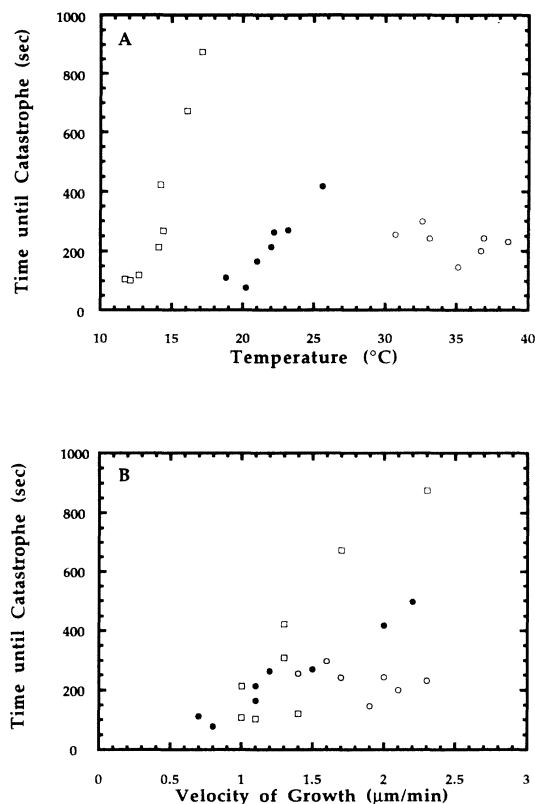 1000
A
800
600
400
200
0
Time until Catastrophe (sec)
10 15 20 25 30 35 40
Temperature (°C)
1000
B
800
600
400
200
0
Time until Catastrophe (sec)
0 0.5 1 1.5 2 2.5 3
Velocity of Growth (μm/min)